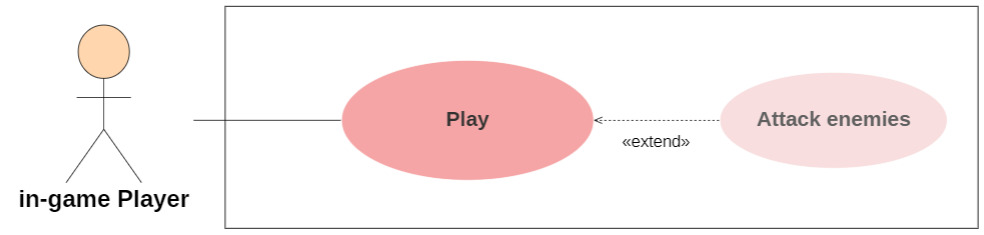 Play
Attack enemies
«extend»
in-game Player